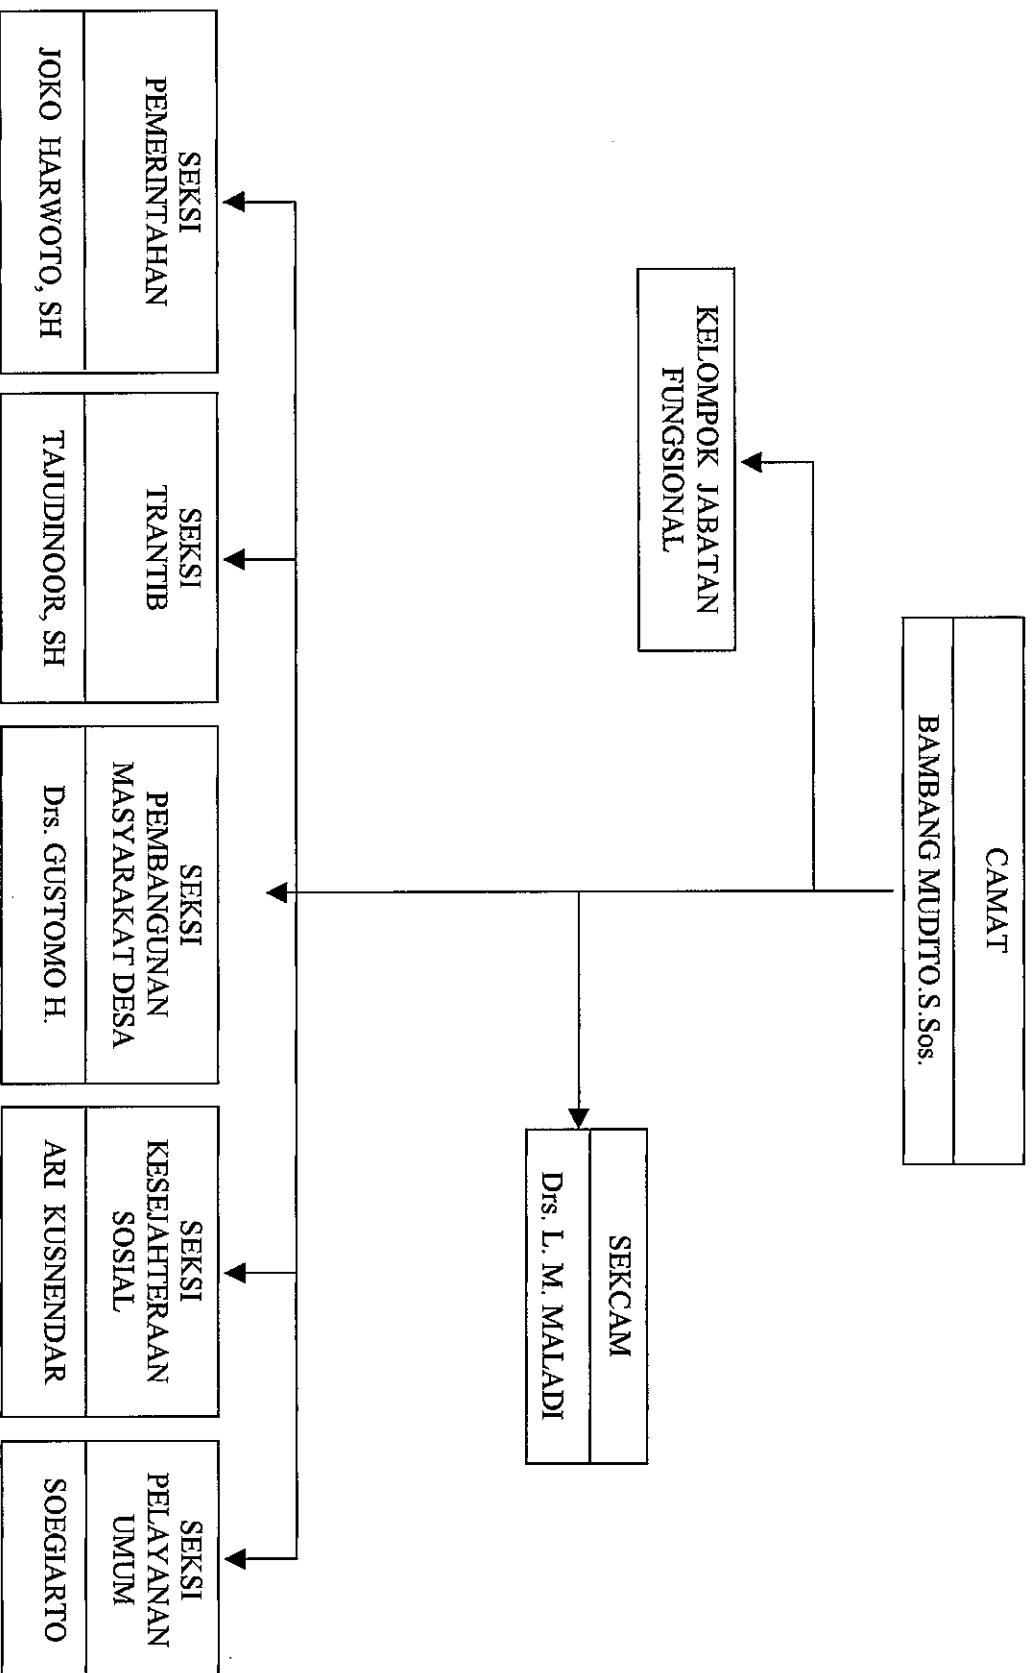 CAMAT
BAMBANG MUDITO.S.Sos.
KELOMPOK JABATAN
FUNGSIONAL
SEKCAM
Drs. L. M. MALADI
SEKSI
PEMERINTAHAN
JOKO HARWOTO, SH
SEKSI
TRANTIB
TAJUDINOOR, SH
SEKSI
PEMBANGUNAN
MASYARAKAT DESA
Drs. GUSTOMO H.
SEKSI
KESEJAHTERAAN
SOSIAL
ARI KUSNENDAR
SEKSI
PELAYANAN
UMUM
SOEGIARTO